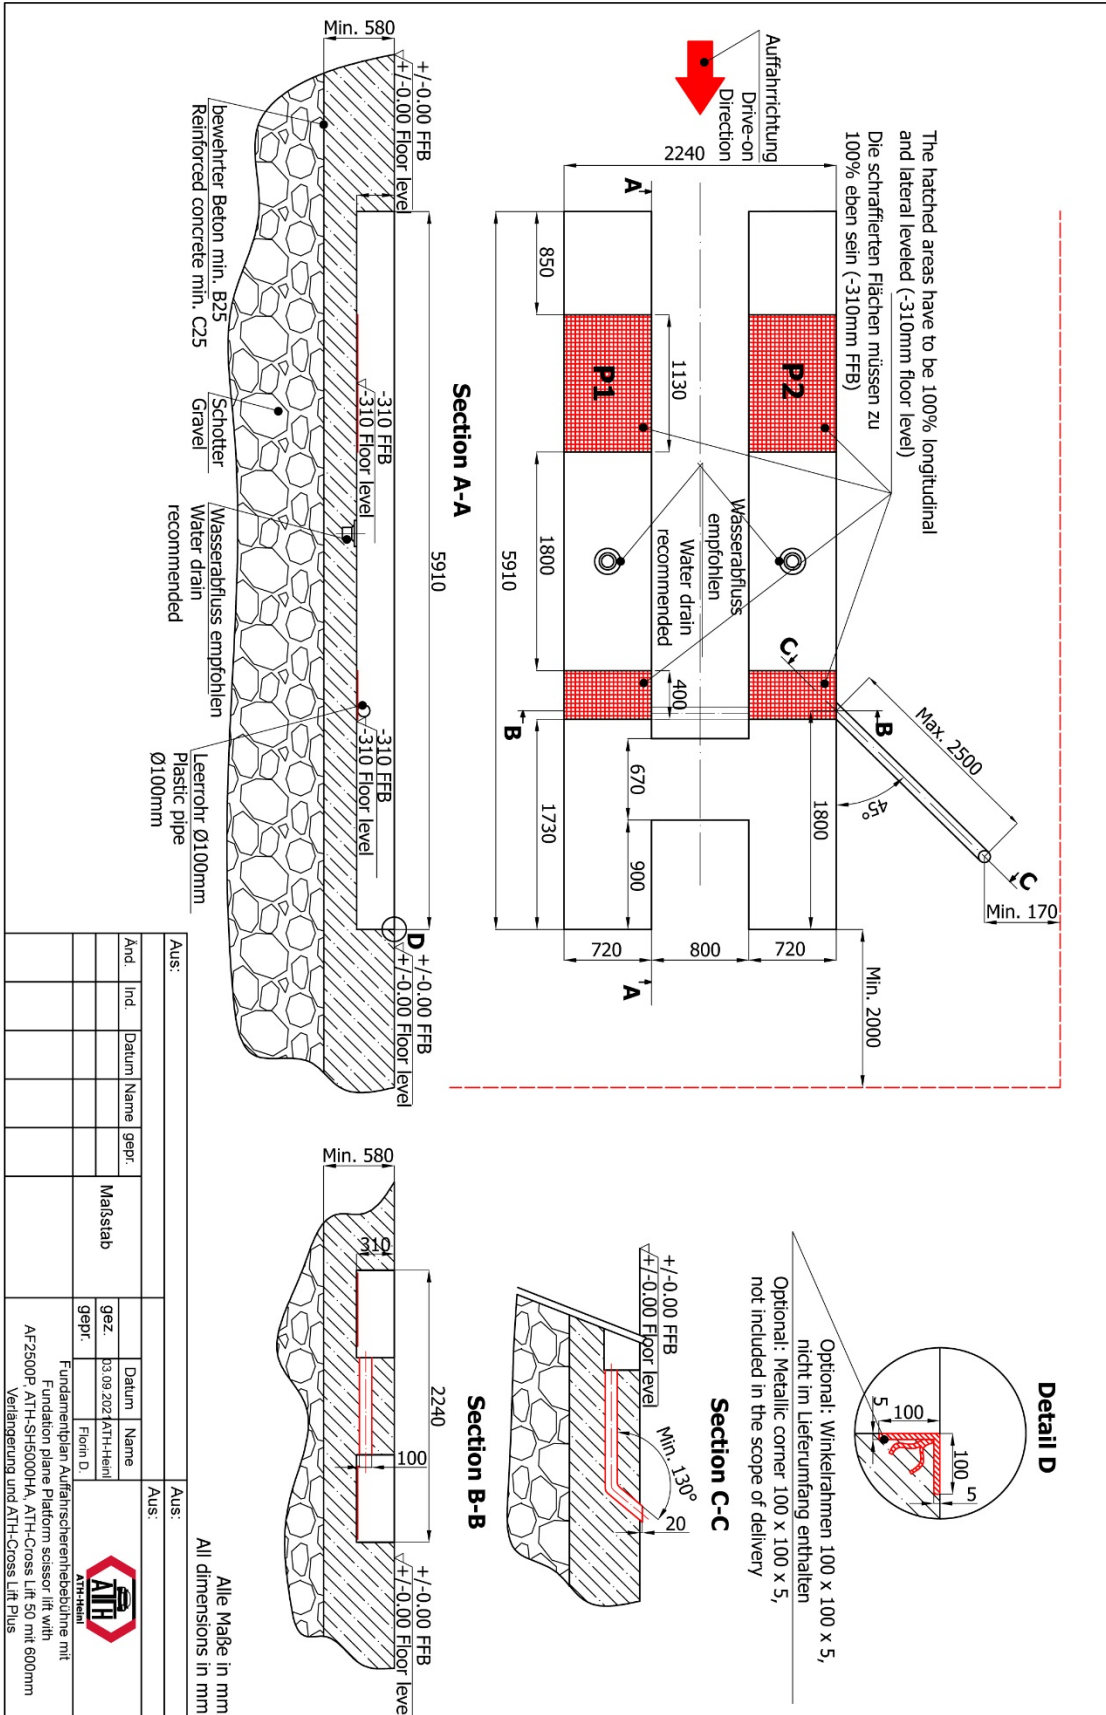 The hatched areas have to be 100% longitudinal
and lateral leveled (-310mm floor level)
Die schraffierten Flächen müssen zu
100% eben sein (-310mm FFB)
Auffahrrichtung
Drive-on
Direction
2240
A
A
850
1130
1800
400
1730
5910
P2
P1
Wasserabfluss
empfohlen
Water drain
recommended
C
C
B
B
Max. 2500
45°
1800
670
900
720
800
720
Min. 170
Min. 2000
Section A-A
Min. 580
+/-0.00 FFB
+/-0.00 Floor level
5910
-310 FFB
-310 Floor level
-310 FFB
-310 Floor level
D
+/-0.00 FFB
+/-0.00 Floor level
bewehrter Beton min. B25
Reinforced concrete min. C25
Schotter
Gravel
Wasserabfluss empfohlen
Water drain
recommended
Leerrohr Ø100mm
Plastic pipe
Ø100mm
Detail D
100
5
100
5
Optional: Winkelrahmen 100 x 100 x 5,
nicht im Lieferumfang enthalten
Optional: Metallic corner 100 x 100 x 5,
not included in the scope of delivery
Section C-C
+/-0.00 FFB
+/-0.00 Floor level
Min. 130°
20
Section B-B
Min. 580
310
2240
100
+/-0.00 FFB
+/-0.00 Floor leve
Alle Maße in mm
All dimensions in mm
Aus:
Aus:
Aus:
Änd.
Ind.
Datum
Name
gepr.
Maßstab
Datum
Name
gez.
03.09.2021
ATH-Heinl
gepr.
Florin D.
ATH
ATH-Heinl
Fundamentplan Auffahrscherenhebebühne mit
Fundation plane Platform scissor lift with
AF2500P, ATH-SH5000HA, ATH-Cross Lift 50 mit 600mm
Verlängerung und ATH-Cross Lift Plus